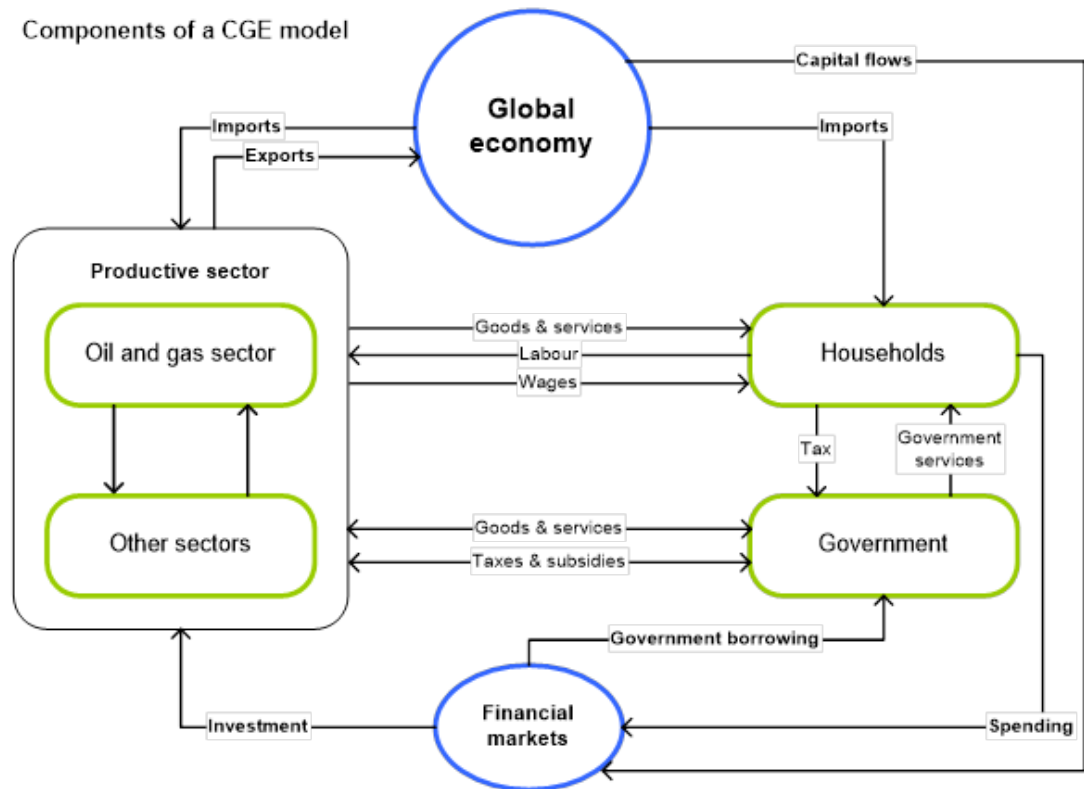 Components of a CGE model
Capital flows
Global
economy
Imports
Imports
Exports
Productive sector
Oil and gas sector
Goods & services
Labour
Wages
Households
Tax
Government
services
Other sectors
Goods & services
Taxes & subsidies
Government
Government borrowing
Investment
Financial
markets
Spending